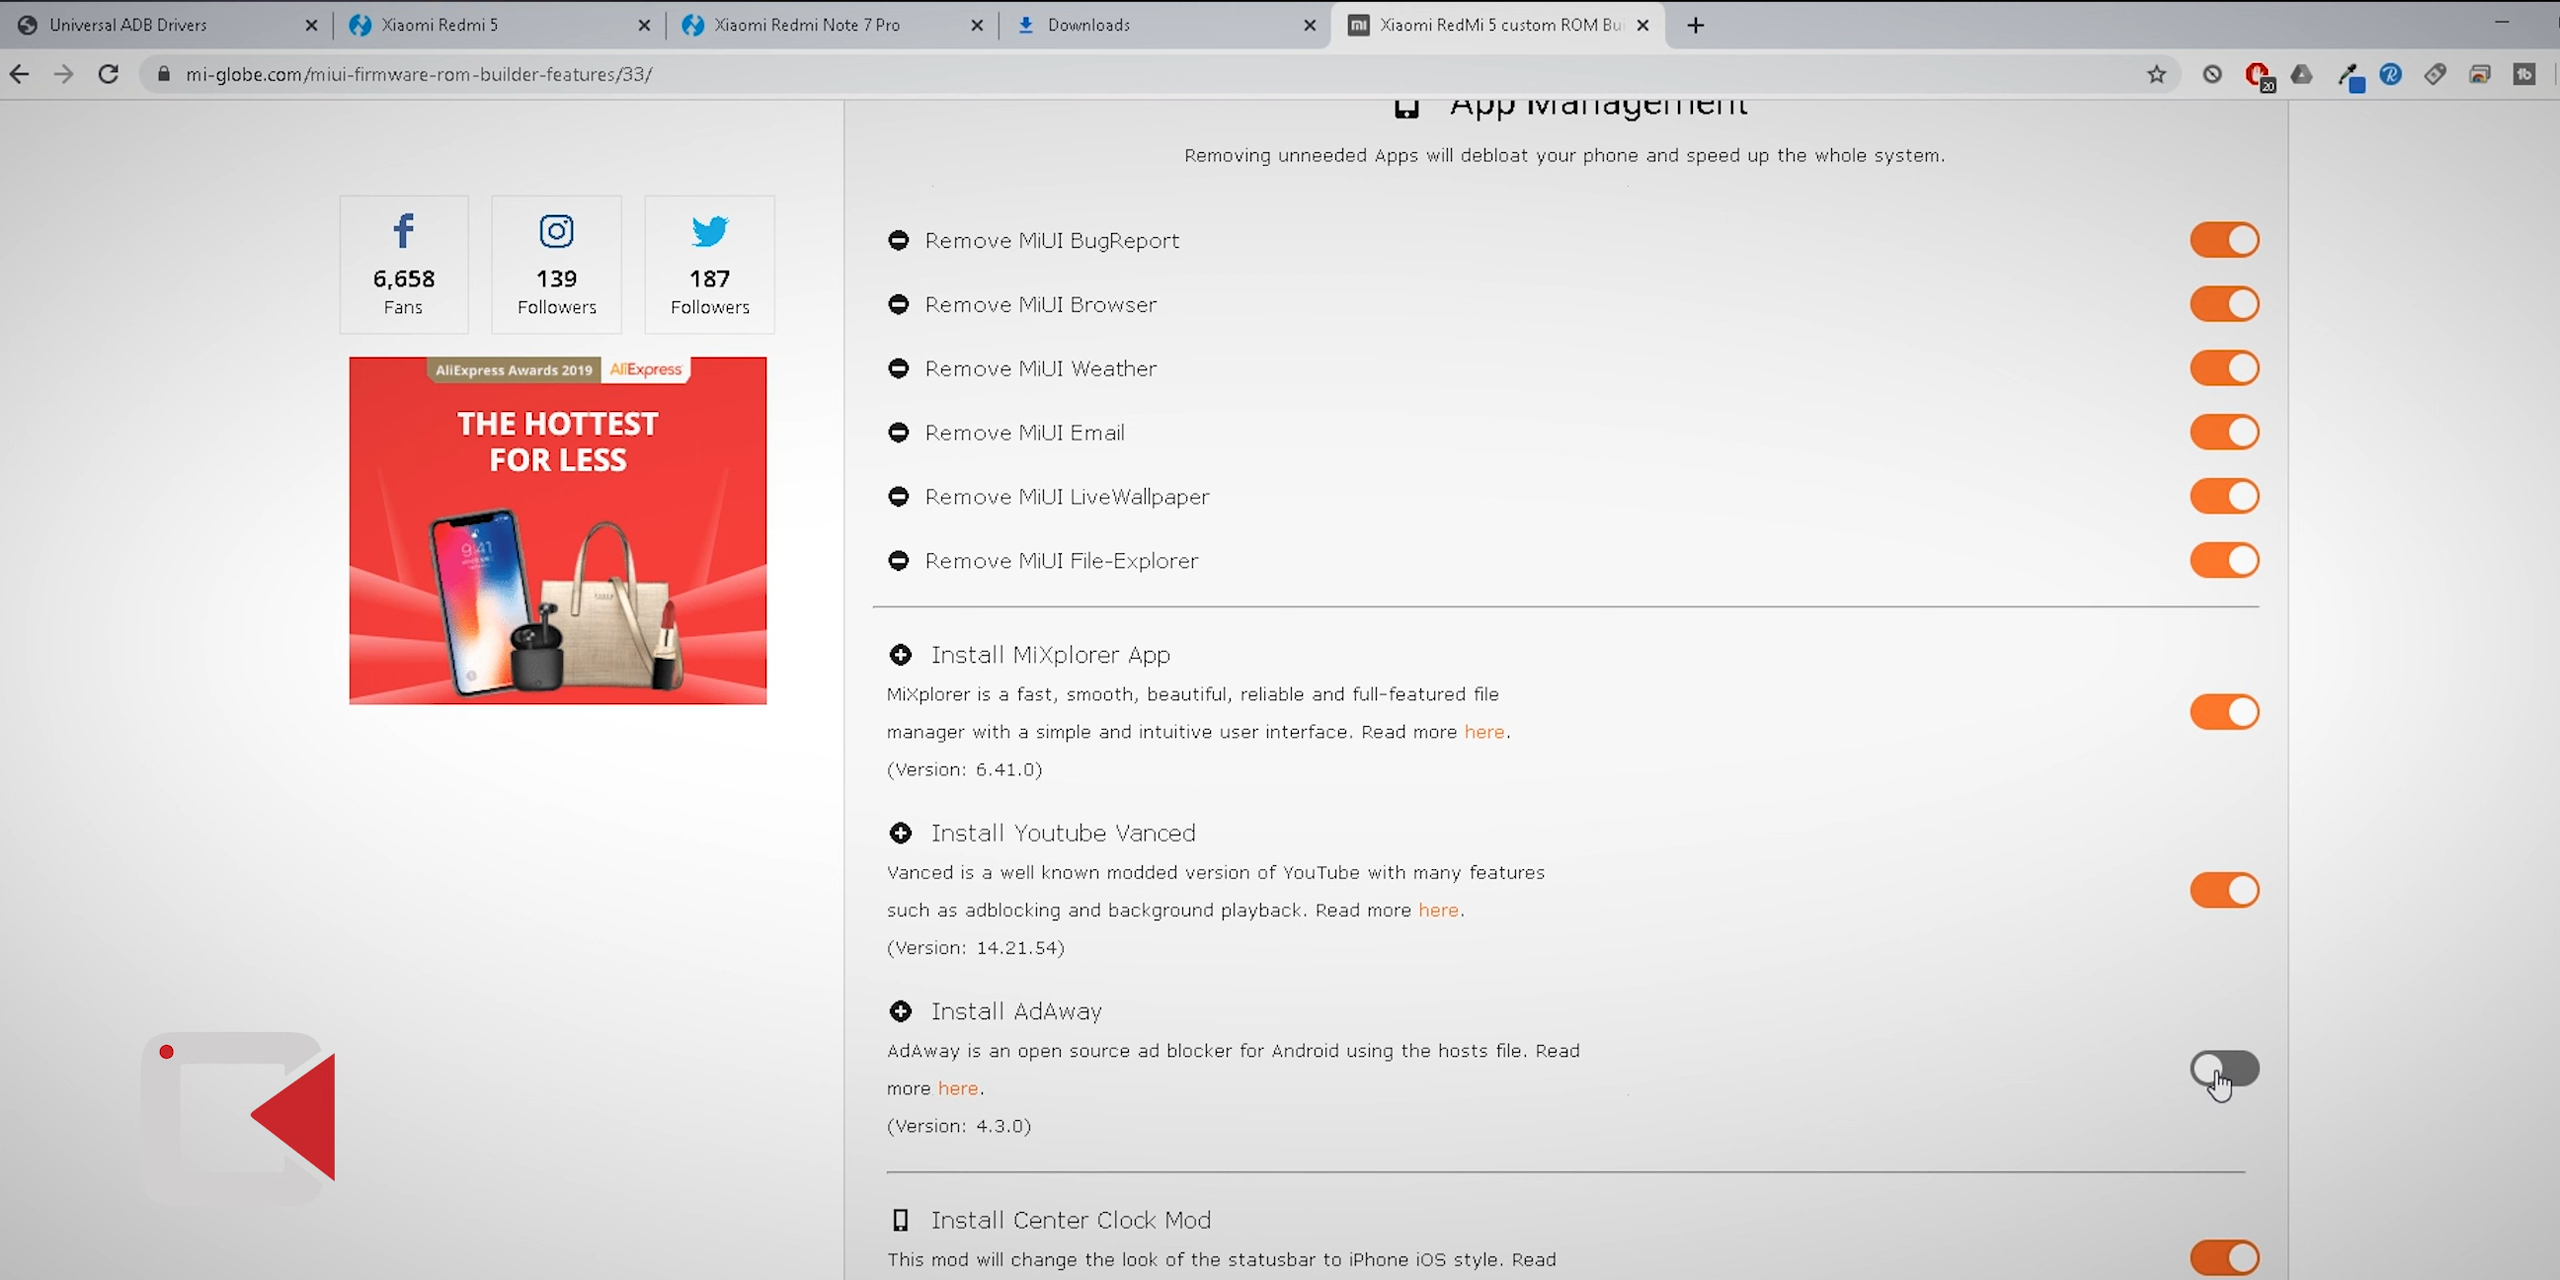 Universal ADB Drivers
Xiaomi Redmi 5
Xiaomi Redmi Note 7 Pro
Downloads
Xiaomi RedMi 5 custom ROM Bui
mi-globe.com/miui-firmware-rom-builder-features/33/
20
App Management
Removing unneeded Apps will debloat your phone and speed up the whole system.
6,658
Fans
139
Followers
187
Followers
AliExpress Awards 2019 AliExpress
THE HOTTEST
FOR LESS
9:41
Remove MiUI BugReport
Remove MiUI Browser
Remove MiUI Weather
Remove MiUI Email
Remove MiUI LiveWallpaper
Remove MiUI File-Explorer
Install MiXplorer App
MiXplorer is a fast, smooth, beautiful, reliable and full-featured file
manager with a simple and intuitive user interface. Read more here.
(Version: 6.41.0)
Install Youtube Vanced
Vanced is a well known modded version of YouTube with many features
such as adblocking and background playback. Read more here.
(Version: 14.21.54)
Install AdAway
AdAway is an open source ad blocker for Android using the hosts file. Read
more here.
(Version: 4.3.0)
Install Center Clock Mod
This mod will change the look of the statusbar to iPhone iOS style. Read